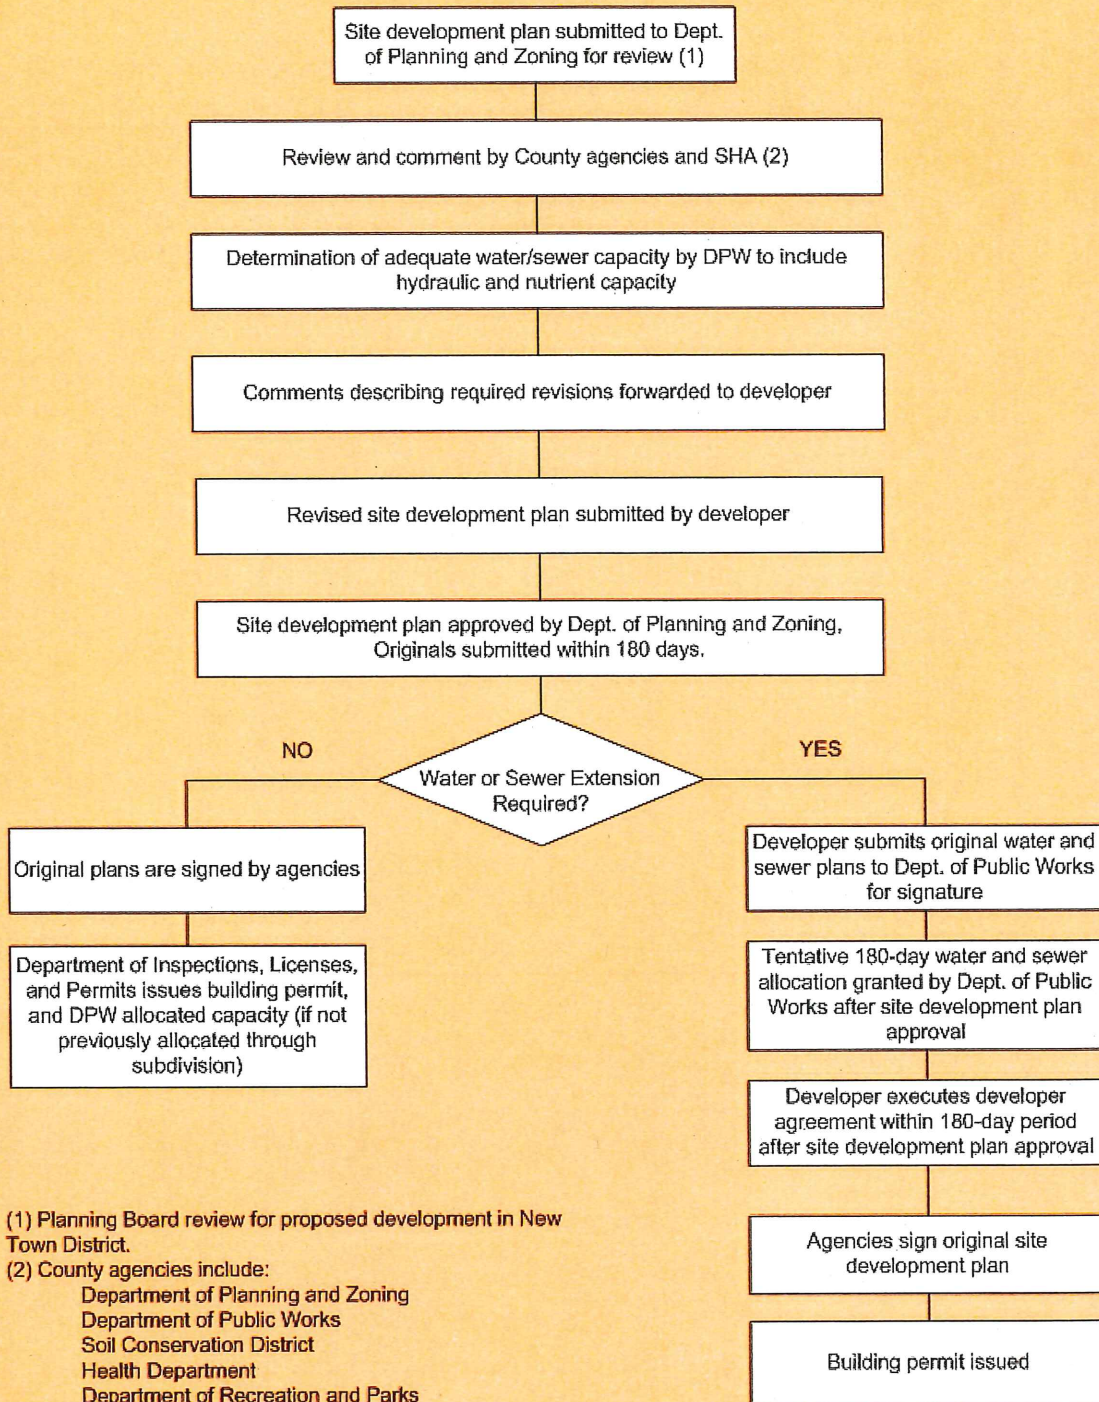 Site development plan submitted to Dept.
of Planning and Zoning for review (1)
Review and comment by County agencies and SHA (2)
Determination of adequate water/sewer capacity by DPW to include
hydraulic and nutrient capacity
Comments describing required revisions forwarded to developer
Revised site development plan submitted by developer
Site development plan approved by Dept. of Planning and Zoning,
Originals submitted within 180 days.
Water or Sewer Extension
Required?
NO
Original plans are signed by agencies
Department of Inspections, Licenses,
and Permits issues building permit,
and DPW allocated capacity (if not
previously allocated through
subdivision)
YES
Developer submits original water and
sewer plans to Dept. of Public Works
for signature
Tentative 180-day water and sewer
allocation granted by Dept. of Public
Works after site development plan
approval
Developer executes developer
agreement within 180-day period
after site development plan approval
Agencies sign original site
development plan
Building permit issued
(1) Planning Board review for proposed development in New
Town District.
(2) County agencies include:
Department of Planning and Zoning
Department of Public Works
Soil Conservation District
Health Department
Department of Recreation and Parks